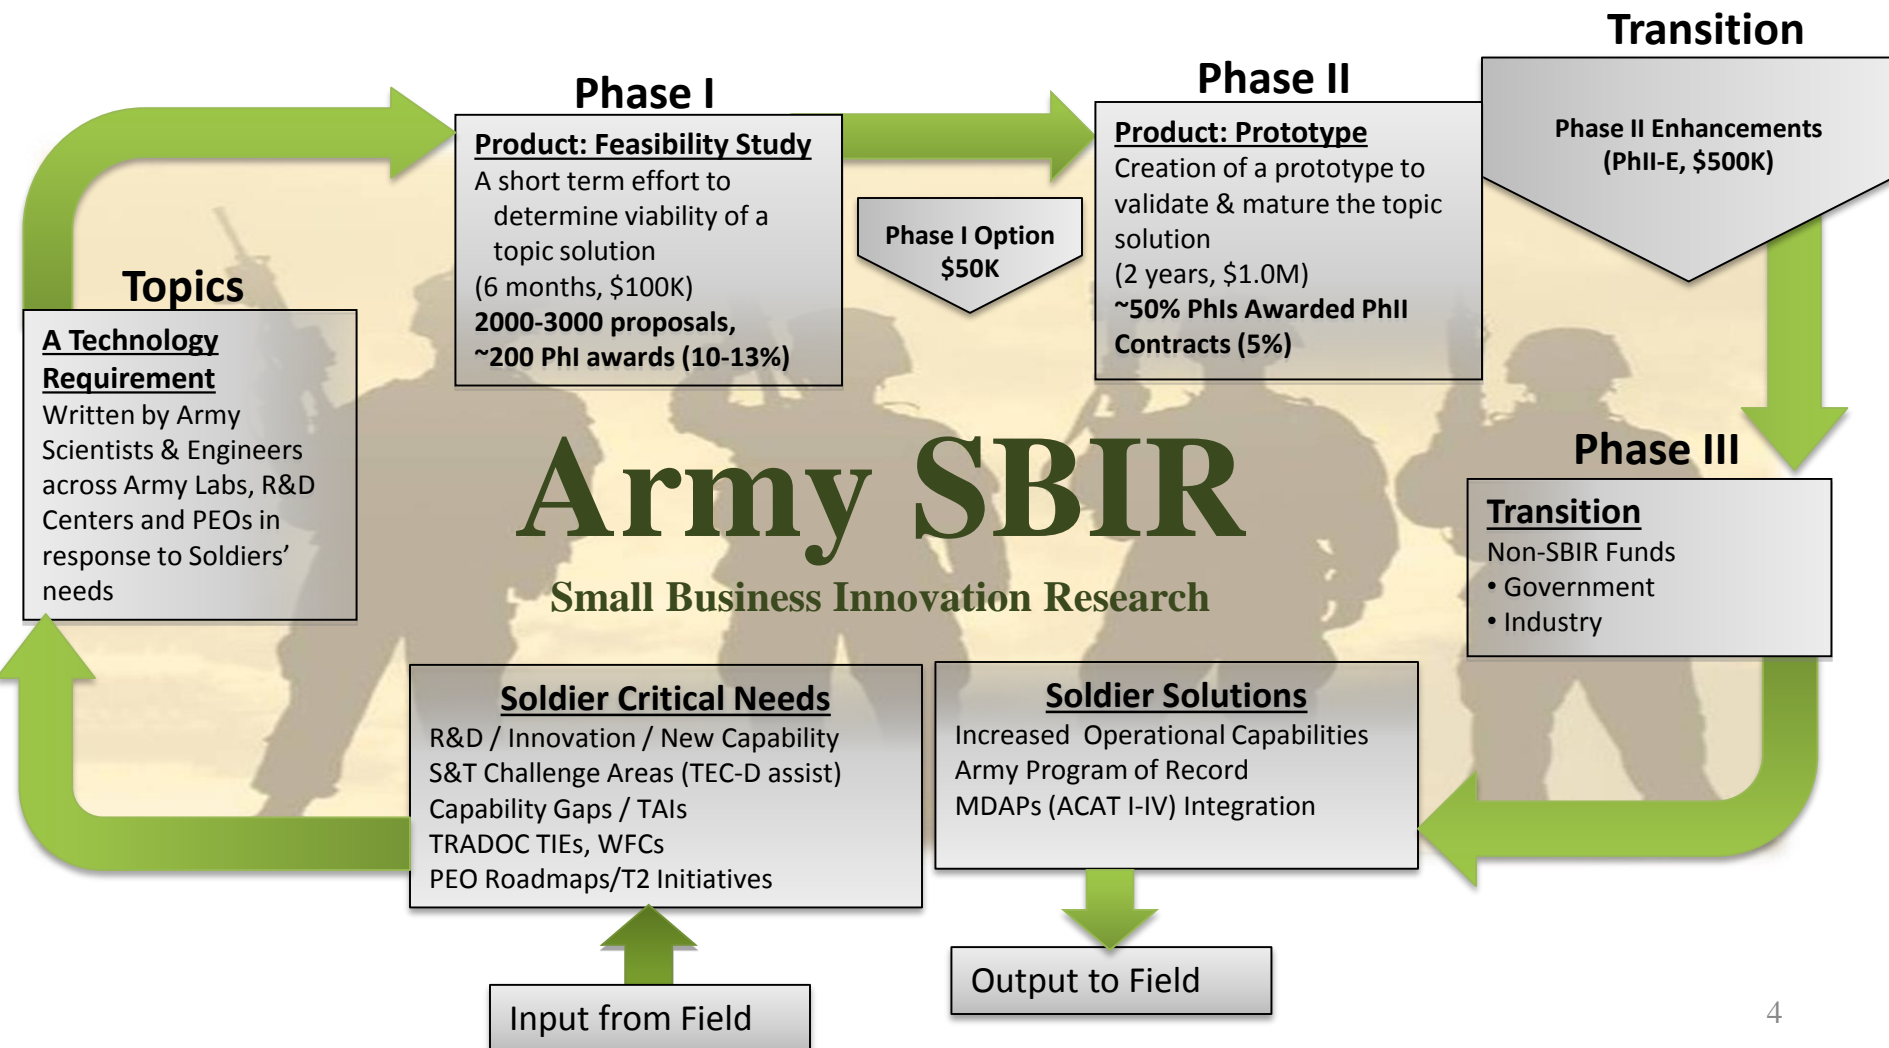 Topics
A Technology
Requirement
Written by Army
Scientists & Engineers
across Army Labs, R&D
Centers and PEOs in
response to Soldiers’
needs
Phase I
Product: Feasibility Study
A short term effort to
determine viability of a
topic solution
(6 months, $100K)
2000-3000 proposals,
~200 PhI awards (10-13%)
Phase I Option
$50K
Phase II
Product: Prototype
Creation of a prototype to
validate & mature the topic
solution
(2 years, $1.0M)
~50% PhIs Awarded PhII
Contracts (5%)
Transition
Phase II Enhancements
(PhII-E, $500K)
Phase III
Transition
Non-SBIR Funds
• Government
• Industry
Army SBIR
Small Business Innovation Research
Soldier Critical Needs
R&D / Innovation / New Capability
S&T Challenge Areas (TEC-D assist)
Capability Gaps / TAIs
TRADOC TIEs, WFCs
PEO Roadmaps/T2 Initiatives
Soldier Solutions
Increased Operational Capabilities
Army Program of Record
MDAPs (ACAT I-IV) Integration
Input from Field
Output to Field
4